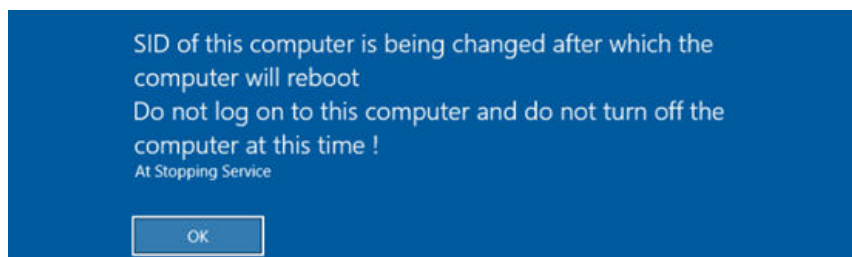 SID of this computer is being changed after which the
computer will reboot
Do not log on to this computer and do not turn off the
computer at this time !
At Stopping Service
OK